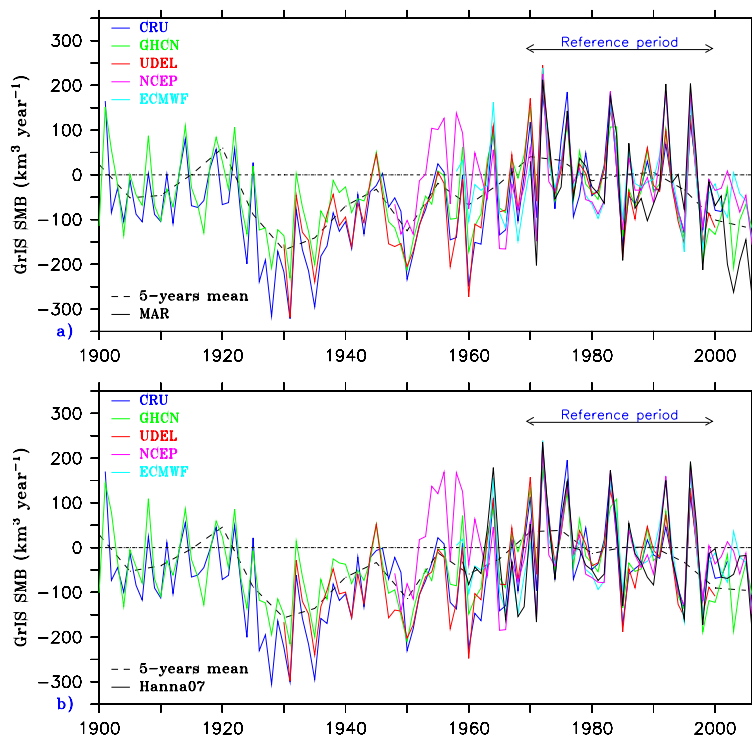 300
200
100
0
−100
−200
−300
GrIS SMB (km³ year⁻¹)
CRU
GHCN
UDEL
NCEP
ECMWF
Reference period
5−years mean
MAR
a)
1900 1920 1940 1960 1980 2000
300
200
100
0
−100
−200
−300
GrIS SMB (km³ year⁻¹)
CRU
GHCN
UDEL
NCEP
ECMWF
Reference period
5−years mean
Hanna07
b)
1900 1920 1940 1960 1980 2000